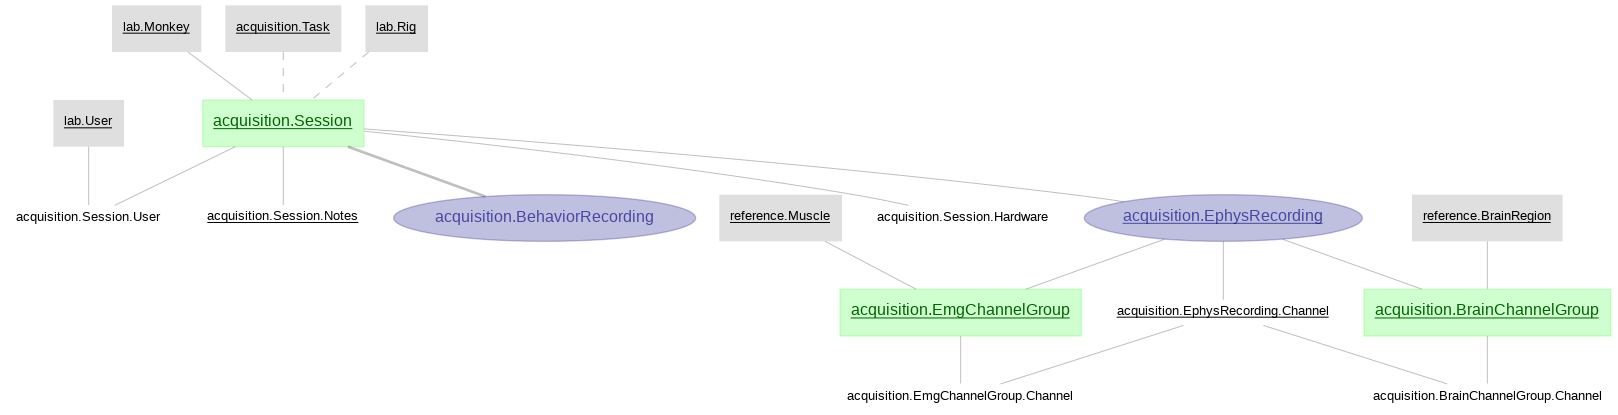 lab.Monkey
acquisition.Task
lab.Rig
lab.User
acquisition.Session
acquisition.Session.User
acquisition.Session.Notes
acquisition.BehaviorRecording
reference.Muscle
acquisition.Session.Hardware
acquisition.EphysRecording
reference.BrainRegion
acquisition.EmgChannelGroup
acquisition.EphysRecording.Channel
acquisition.BrainChannelGroup
acquisition.EmgChannelGroup.Channel
acquisition.BrainChannelGroup.Channel